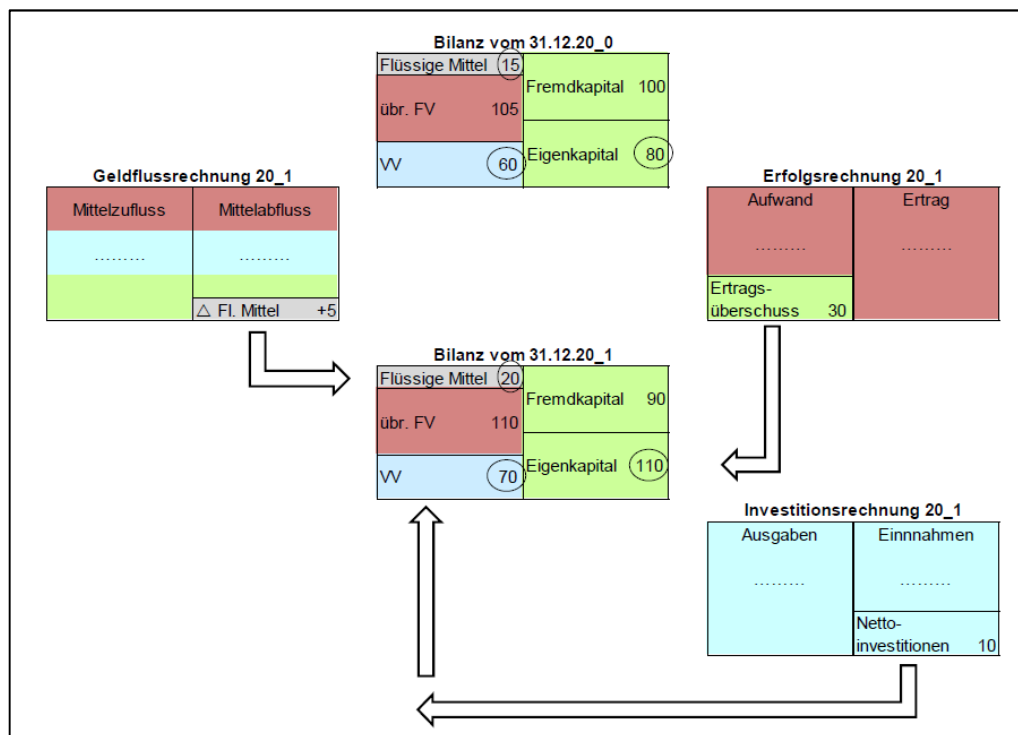 Bilanz vom 31.12.20_0
Flüssige Mittel 15
Fremdkapital 100
übr. FV 105
Eigenkapital 80
VV 60
Geldflussrechnung 20_1
Mittelzufluss Mittelabfluss
......... .........
△ Fl. Mittel +5
Erfolgsrechnung 20_1
Aufwand Ertrag
......... .........
Ertrags-
überschuss 30
Bilanz vom 31.12.20_1
Flüssige Mittel 20
Fremdkapital 90
übr. FV 110
Eigenkapital 110
VV 70
Investitionsrechnung 20_1
Ausgaben Einnnahmen
......... .........
Netto-
investitionen 10